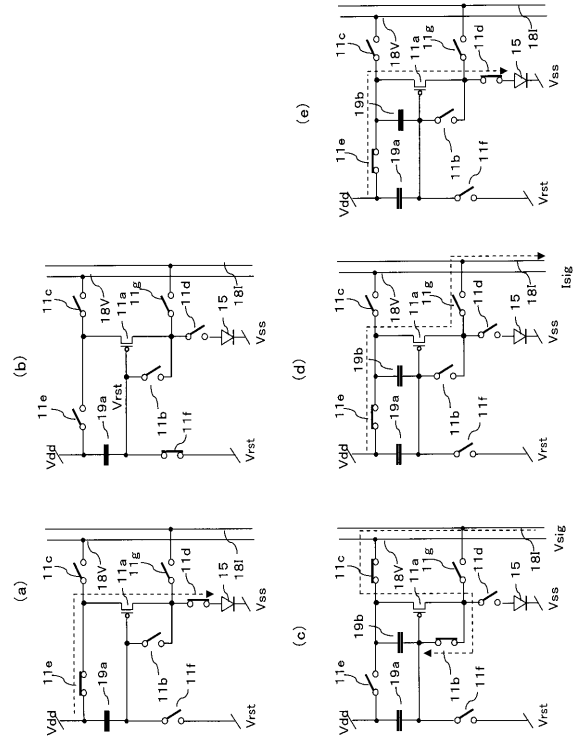 (a)
Vdd
11e
19a
11c
18V
11a
11g
11d
15
Vss
18I
11b
11f
Vrst
(b)
Vdd
11e
19a
11c
18V
11a
11g
11d
15
Vss
18I
Vrst
11b
11f
Vrst
(c)
Vdd
11e
19a
19b
11c
18V
11a
11g
11d
15
Vss
18I
Vsig
11b
11f
Vrst
(d)
Vdd
11e
19a
19b
11c
18V
11a
11g
11d
15
Vss
18I
Isig
11b
11f
Vrst
(e)
Vdd
11e
19a
19b
11c
18V
11a
11g
11d
15
Vss
18I
11b
11f
Vrst